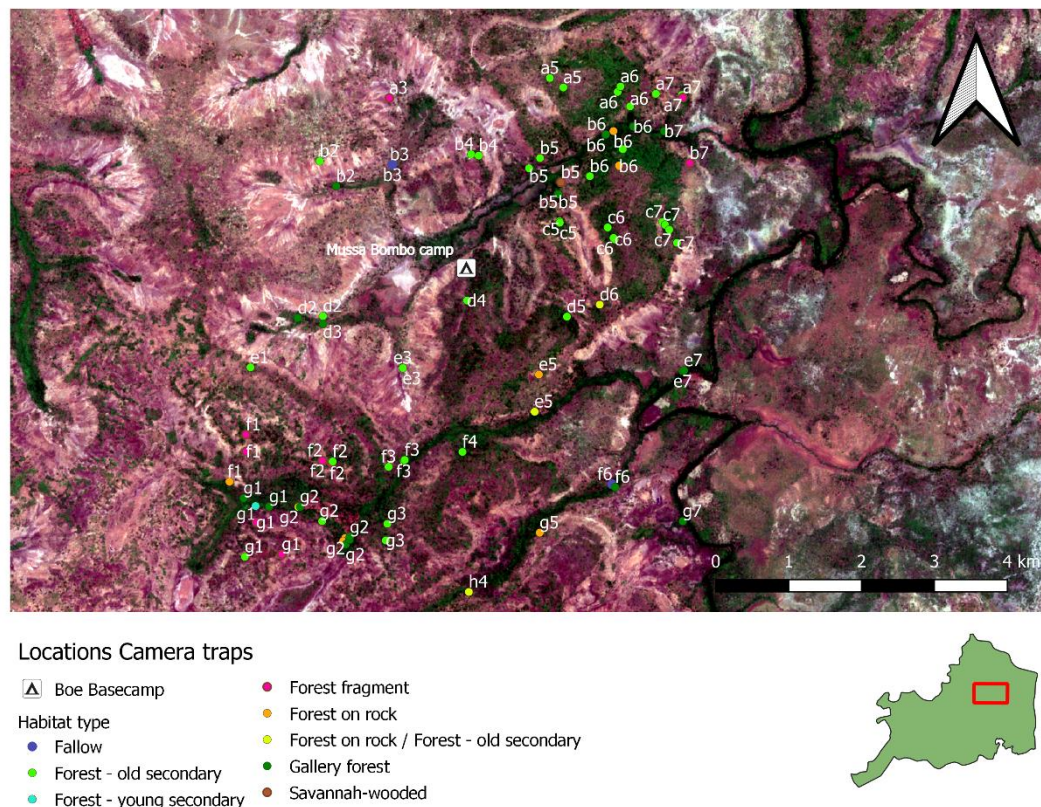 a5 a5 a6 a7 a7
a3 a6 a7
b6 b7
b2 b3 b4 b4 b5 b6 b6 b6 b7
b2 b3 b5 b5
b5 b5
c5 c5 c6 c6 c6 c7 c7 c7 c7
Mussa Bombo camp
d4 d6
d2 d2 d5
d3
e1 e3 e3 e5 e7 e7
e5
f1 f1 f2 f2 f3 f4
f2 f2 f3 f6 f6
f1
g1 g1 g2 g2 g3 g7
g1 g1 g2 g5
g1 g1 g2 g2 g3
h4
0 1 2 3 4 km
Locations Camera traps
Boe Basecamp
Habitat type
Fallow
Forest - old secondary
Forest - young secondary
Forest fragment
Forest on rock
Forest on rock / Forest - old secondary
Gallery forest
Savannah-wooded